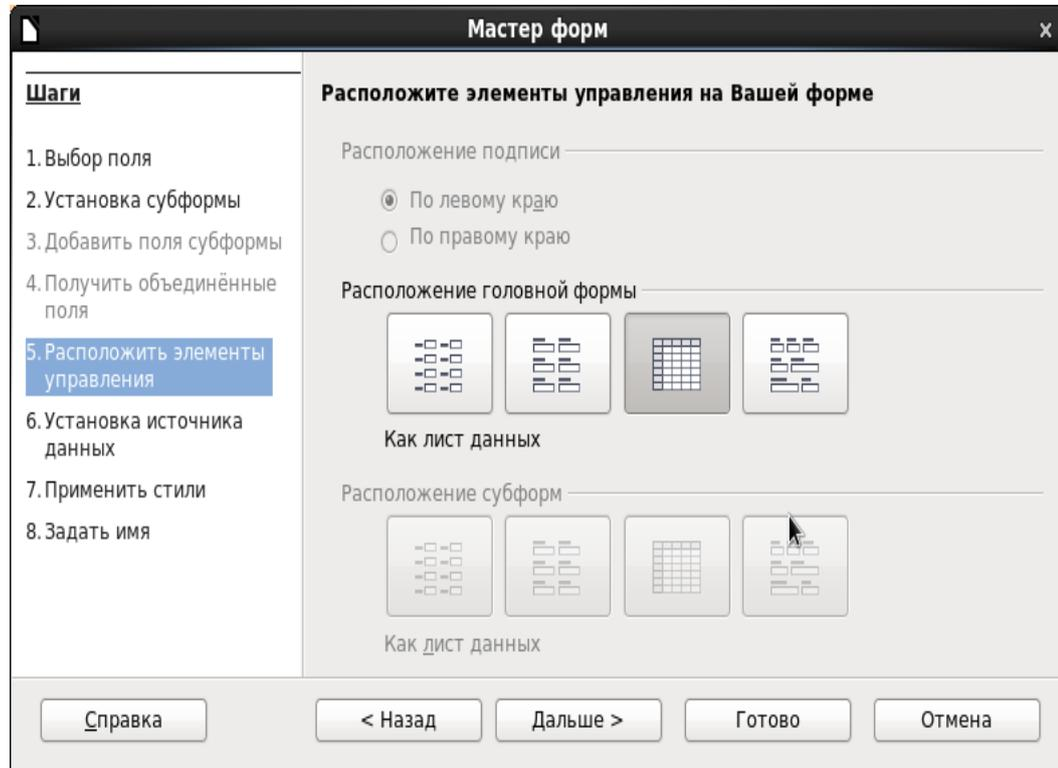 Мастер форм
x
Шаги
1. Выбор поля
2. Установка субформы
3. Добавить поля субформы
4. Получить объединённые
поля
5. Расположить элементы
управления
6. Установка источника
данных
7. Применить стили
8. Задать имя
Расположите элементы управления на Вашей форме
Расположение подписи
По левому краю
По правому краю
Расположение головной формы
Как лист данных
Расположение субформ
Как лист данных
Справка
< Назад
Дальше >
Готово
Отмена